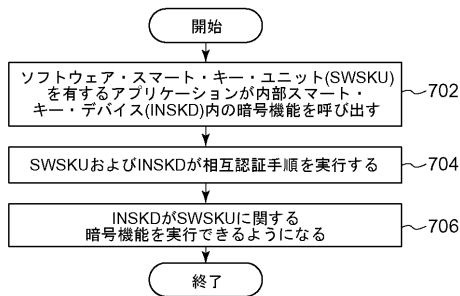 開始
ソフトウェア・スマート・キー・ユニット(SWSKU)
を有するアプリケーションが内部スマート・
キー・デバイス(INSKD)内の暗号機能を呼び出す
702
SWSKUおよびINSKDが相互認証手順を実行する
704
INSKDがSWSKUに関する
暗号機能を実行できるようになる
706
終了